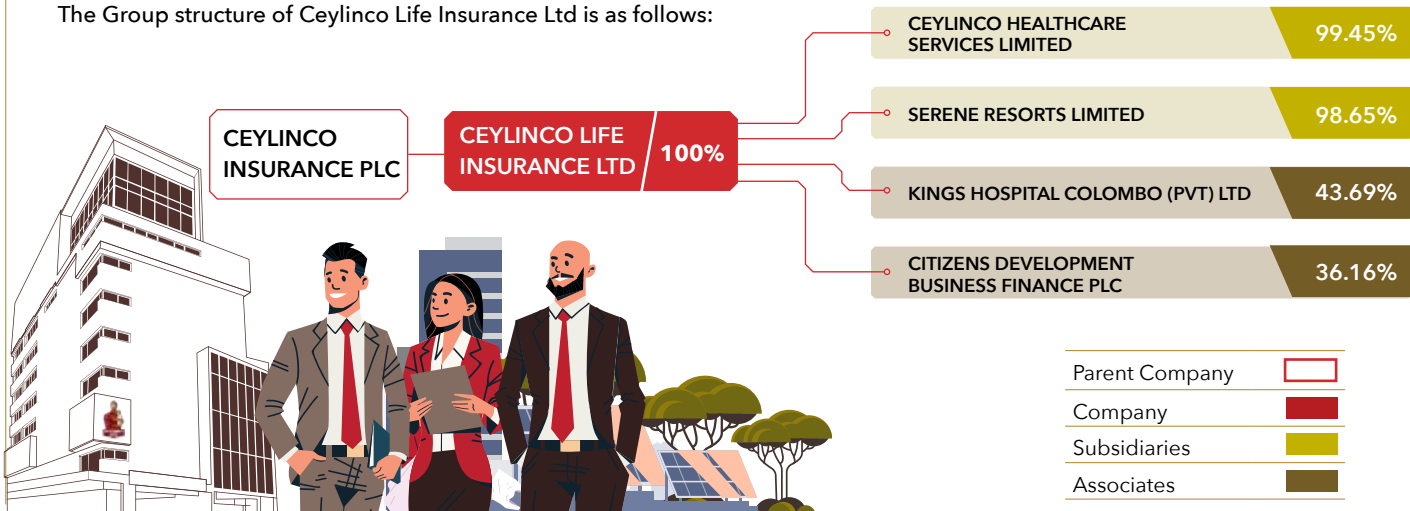 The Group structure of Ceylinco Life Insurance Ltd is as follows:
CEYLINCO
INSURANCE PLC
CEYLINCO LIFE
INSURANCE LTD
100%
CEYLINCO HEALTHCARE
SERVICES LIMITED
99.45%
SERENE RESORTS LIMITED
98.65%
KINGS HOSPITAL COLOMBO (PVT) LTD
43.69%
CITIZENS DEVELOPMENT
BUSINESS FINANCE PLC
36.16%
Parent Company
Company
Subsidiaries
Associates